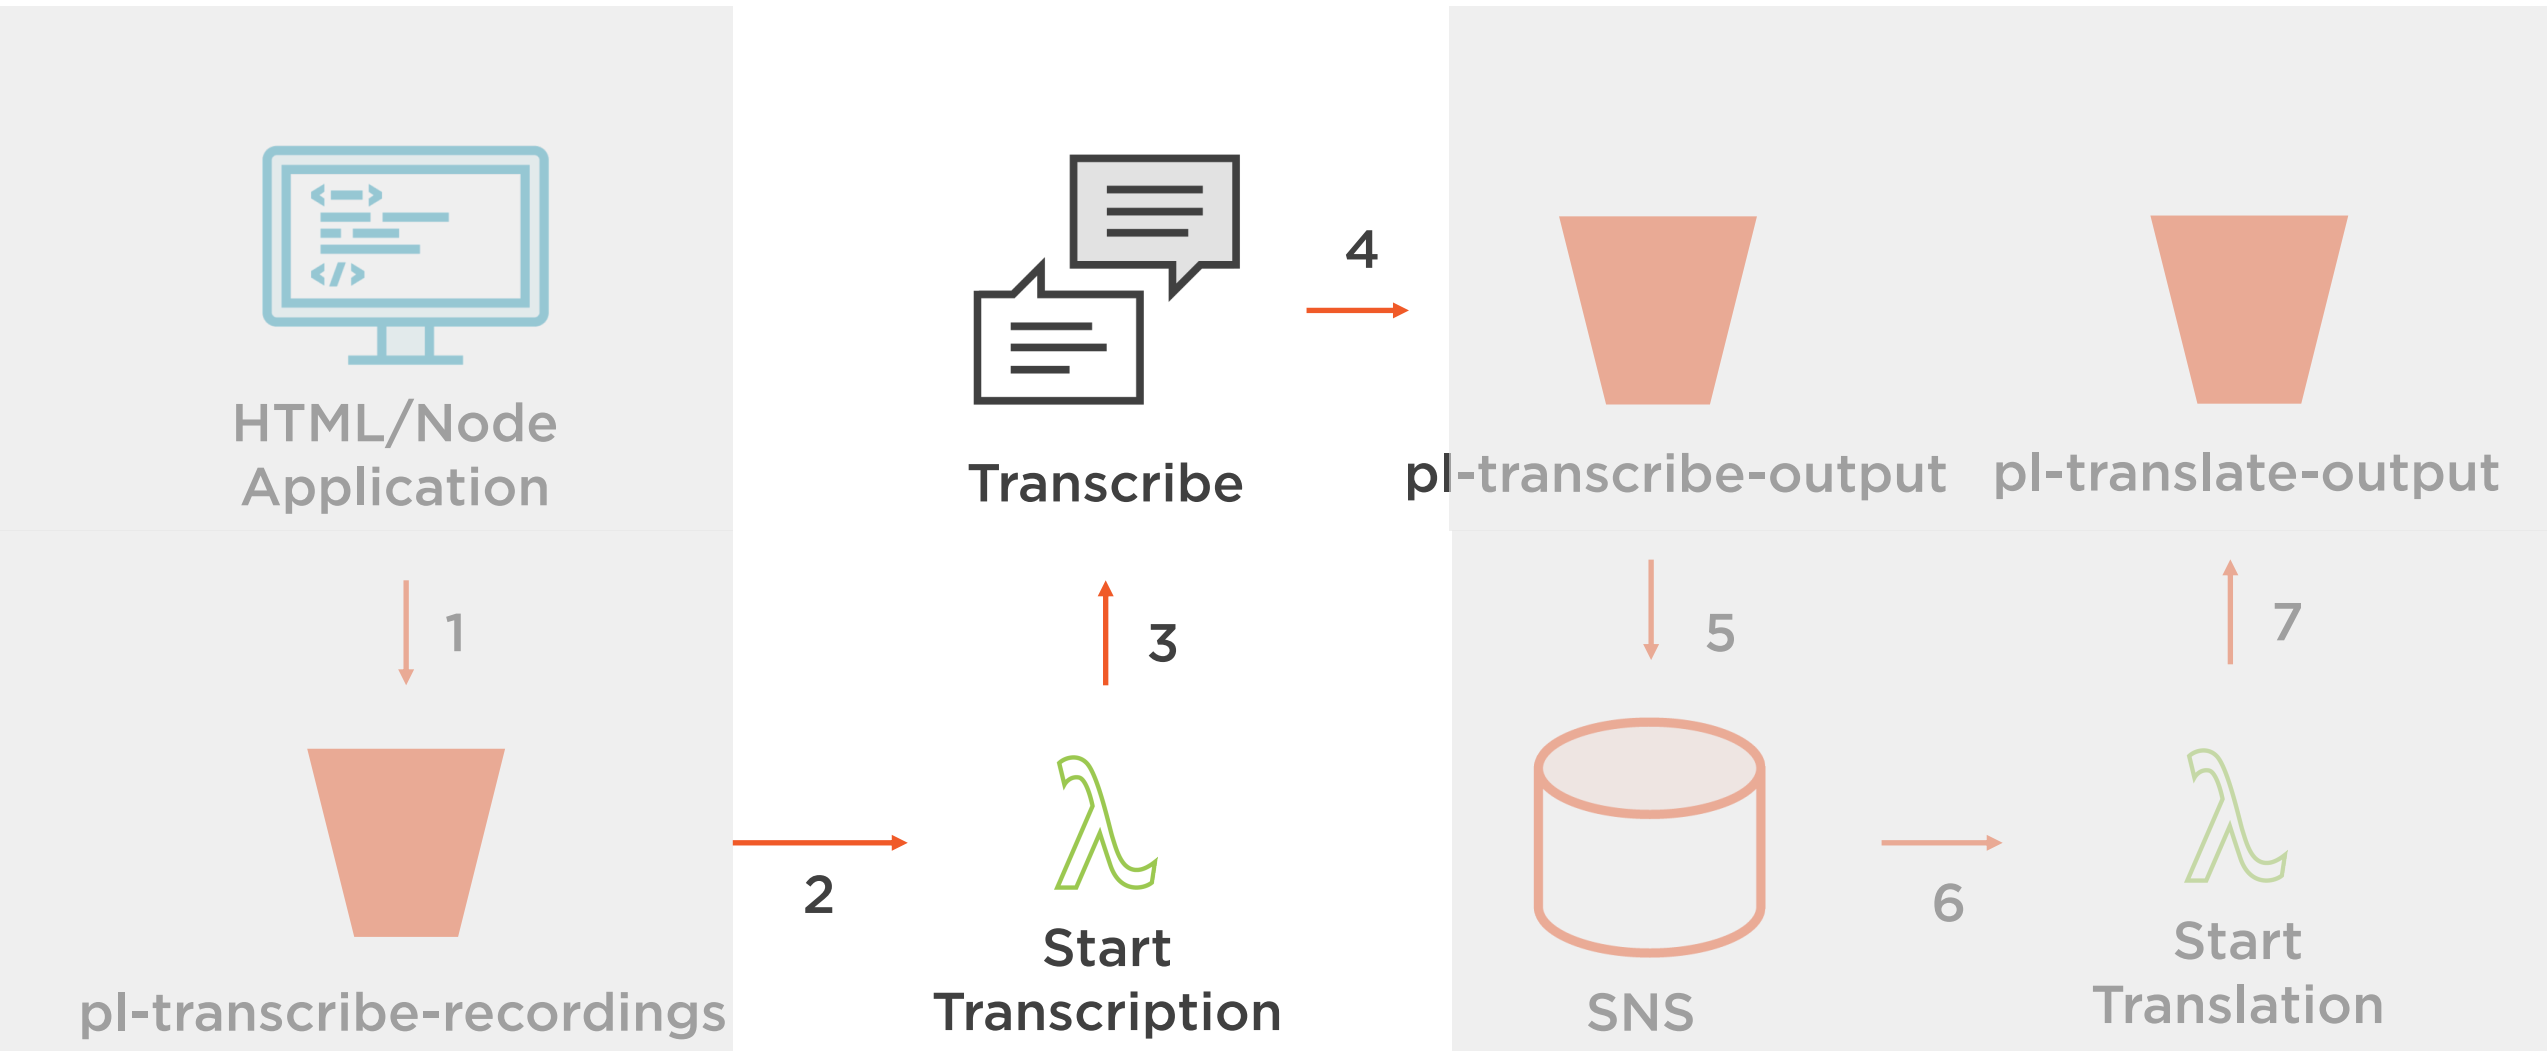 HTML/Node
Application
1
pl-transcribe-recordings
2
Start
Transcription
3
Transcribe
4
pl-transcribe-output
5
SNS
6
Start
Translation
7
pl-translate-output